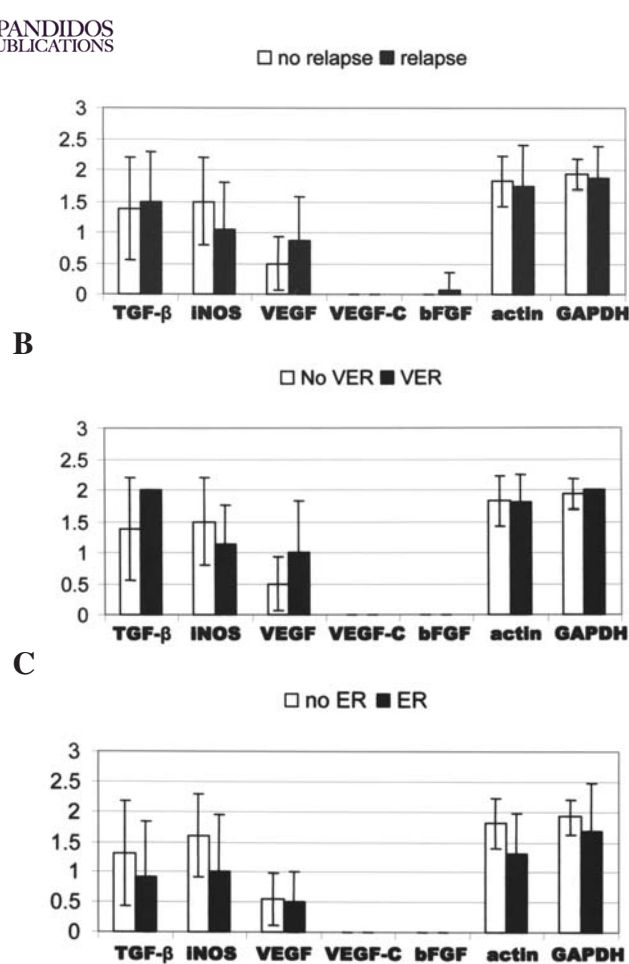 PANDIDOS
UBLICATIONS
no relapse relapse
3
2.5
2
1.5
1
0.5
0
TGF-β iNOS VEGF VEGF-C bFGF actin GAPDH
B
No VER VER
3
2.5
2
1.5
1
0.5
0
TGF-β iNOS VEGF VEGF-C bFGF actin GAPDH
C
no ER ER
3
2.5
2
1.5
1
0.5
0
TGF-β iNOS VEGF VEGF-C bFGF actin GAPDH